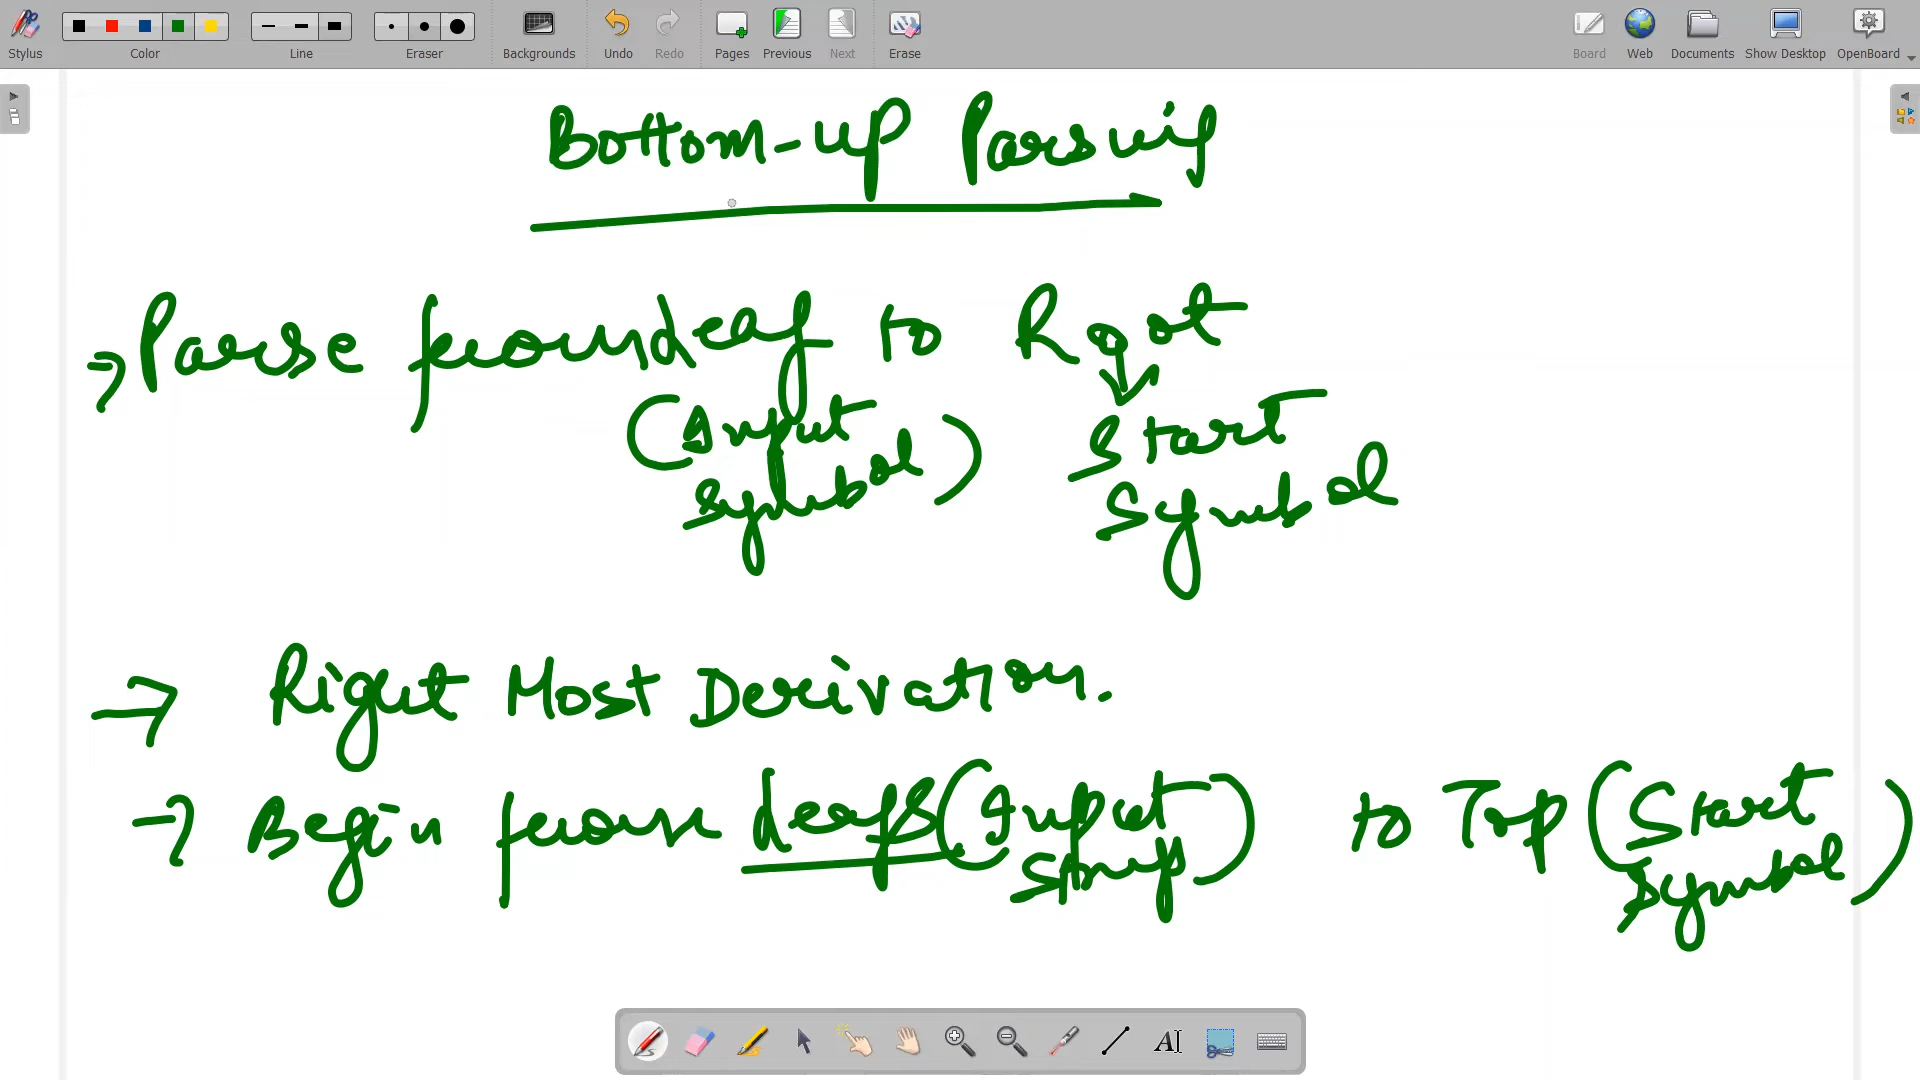 Stylus Color Line Eraser Backgrounds Undo Redo Pages Previous Next Erase Board Web Documents Show Desktop OpenBoard
Bottom-up Parsing
→ Parse from leaf to Root
(Input Start
symbol) Symbol
→ Right Most Derivation.
→ Begin from leafs (Input to Top (Start
String) Symbol)
AI